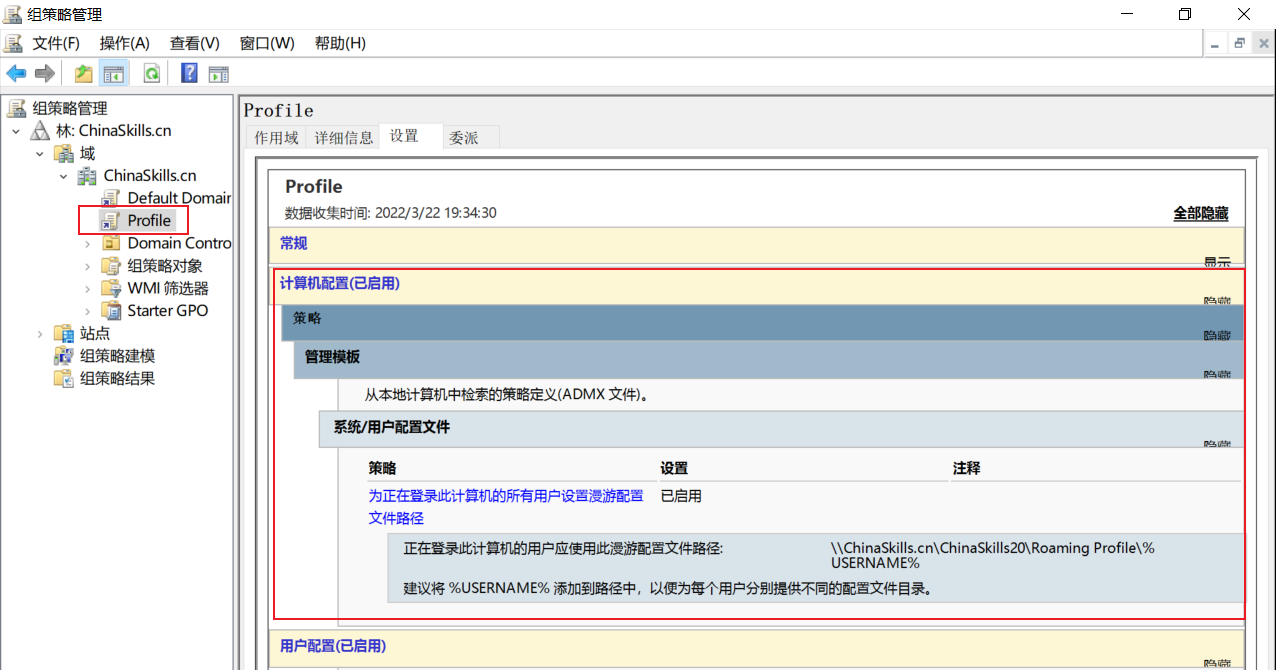 组策略管理
文件(F) 操作(A) 查看(V) 窗口(W) 帮助(H)
组策略管理
林: ChinaSkills.cn
域
ChinaSkills.cn
Default Domain
Profile
Domain Contro
组策略对象
WMI 筛选器
Starter GPO
站点
组策略建模
组策略结果
Profile
作用域 详细信息 设置 委派
Profile
数据收集时间: 2022/3/22 19:34:30
全部隐藏
常规
显示
计算机配置(已启用)
隐藏
策略
隐藏
管理模板
隐藏
从本地计算机中检索的策略定义(ADMX 文件)。
系统/用户配置文件
隐藏
策略 设置 注释
为正在登录此计算机的所有用户设置漫游配置 已启用
文件路径
正在登录此计算机的用户应使用此漫游配置文件路径: \\ChinaSkills.cn\ChinaSkills20\Roaming Profile\%
USERNAME%
建议将 %USERNAME% 添加到路径中，以便为每个用户分别提供不同的配置文件目录。
用户配置(已启用)
隐藏